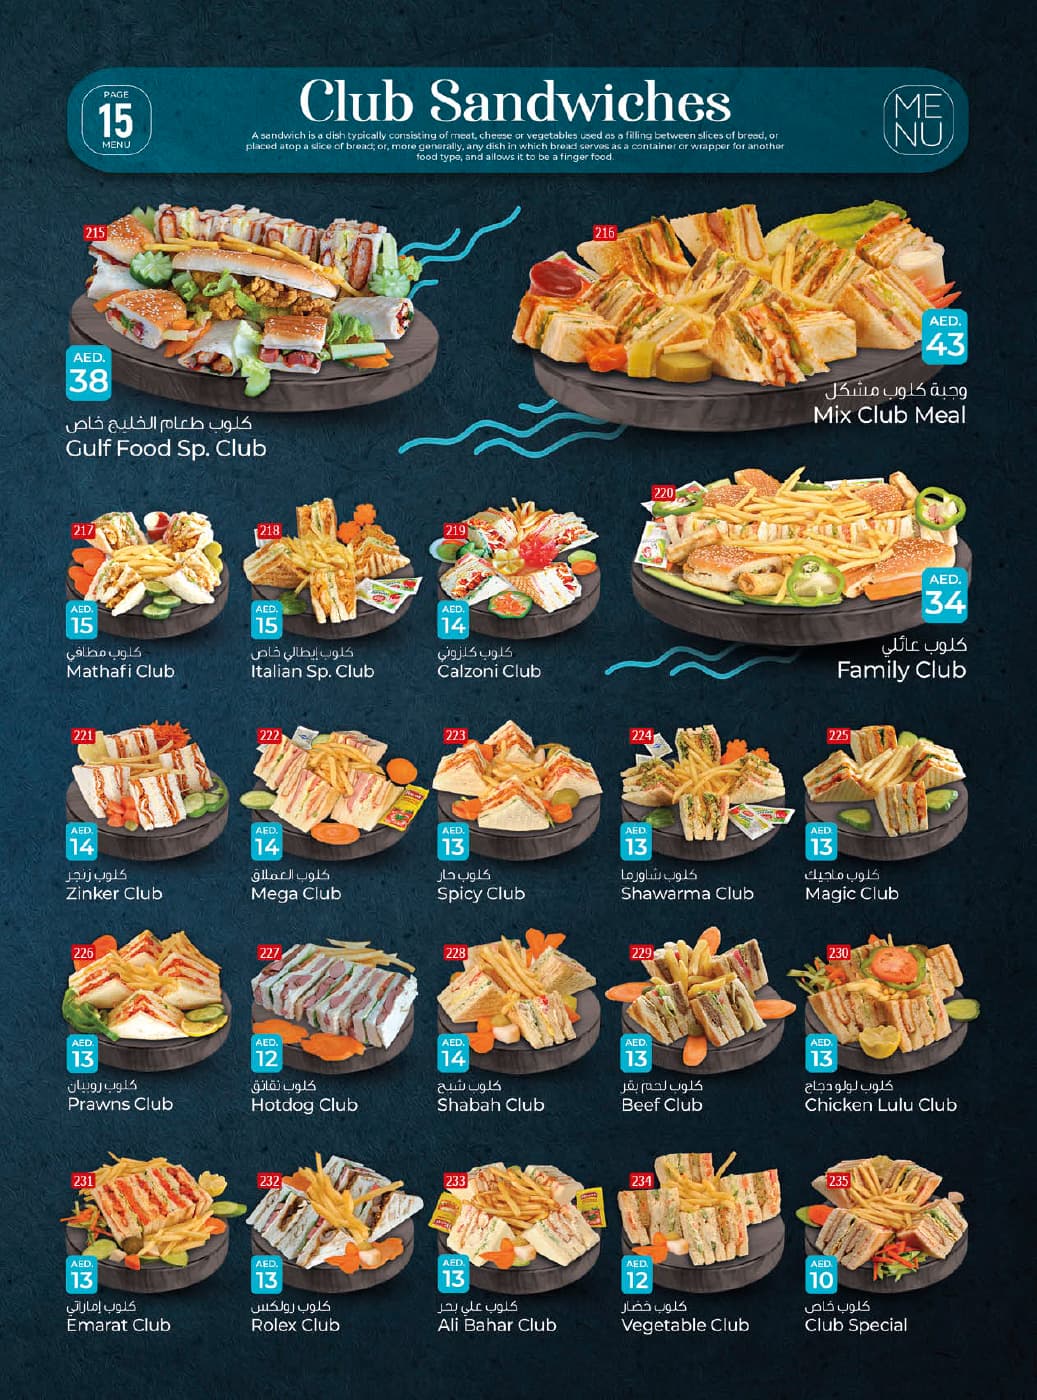 PAGE
15
MENU
Club Sandwiches
A sandwich is a dish typically consisting of meat, cheese or vegetables used as a filling between slices of bread, or
placed atop a slice of bread; or, more generally, any dish in which bread serves as a container or wrapper for another
food type, and allows it to be a finger food.
ME
NU
215
AED.
38
كلوب طعام الخليج خاص
Gulf Food Sp. Club
216
AED.
43
وجبة كلوب مشكل
Mix Club Meal
217
AED.
15
كلوب مطافي
Mathafi Club
218
AED.
15
كلوب إيطالي خاص
Italian Sp. Club
219
AED.
14
كلوب كلزوني
Calzoni Club
220
AED.
34
كلوب عائلي
Family Club
221
AED.
14
كلوب زنجر
Zinker Club
222
AED.
14
كلوب العملاق
Mega Club
223
AED.
13
كلوب حار
Spicy Club
224
AED.
13
كلوب شاورما
Shawarma Club
225
AED.
13
كلوب ماجيك
Magic Club
226
AED.
13
كلوب روبيان
Prawns Club
227
AED.
12
كلوب نقانق
Hotdog Club
228
AED.
14
كلوب شبح
Shabah Club
229
AED.
13
كلوب لحم بقر
Beef Club
230
AED.
13
كلوب لولو دجاج
Chicken Lulu Club
231
AED.
13
كلوب إماراتي
Emarat Club
232
AED.
13
كلوب رولكس
Rolex Club
233
AED.
13
كلوب علي بحر
Ali Bahar Club
234
AED.
12
كلوب خضار
Vegetable Club
235
AED.
10
كلوب خاص
Club Special